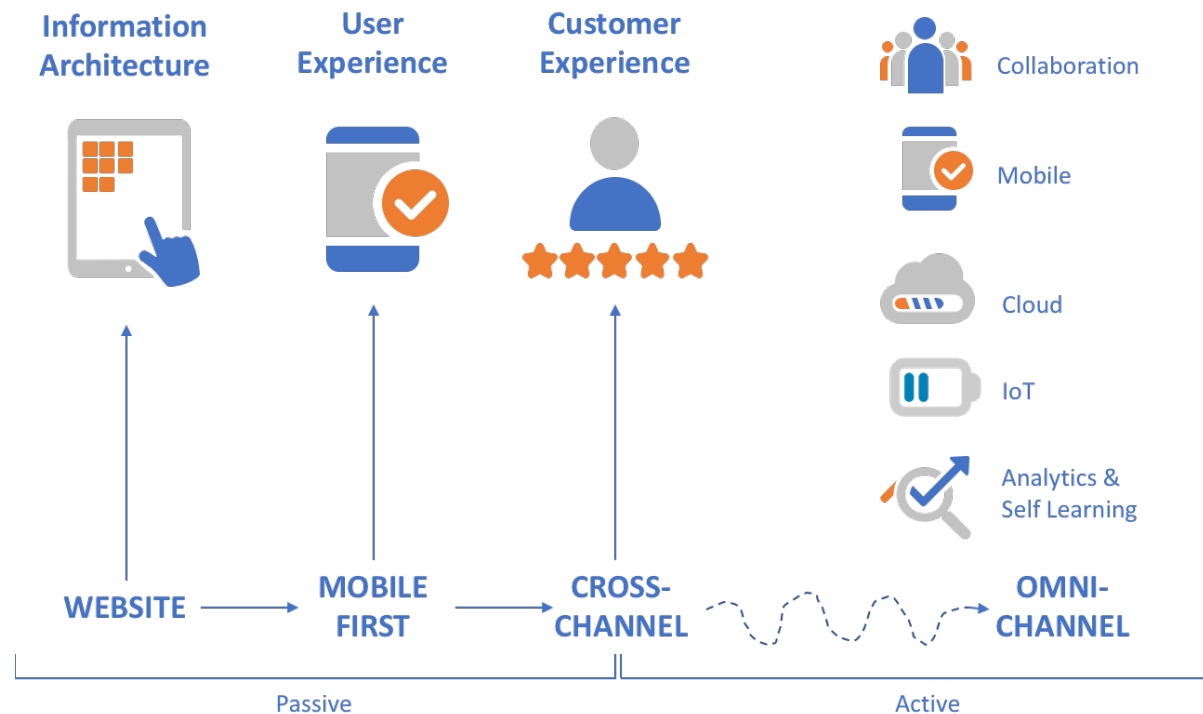 Information
Architecture
User
Experience
Customer
Experience
Collaboration
Mobile
Cloud
IoT
Analytics &
Self Learning
WEBSITE
MOBILE
FIRST
CROSS-
CHANNEL
OMNI-
CHANNEL
Passive
Active